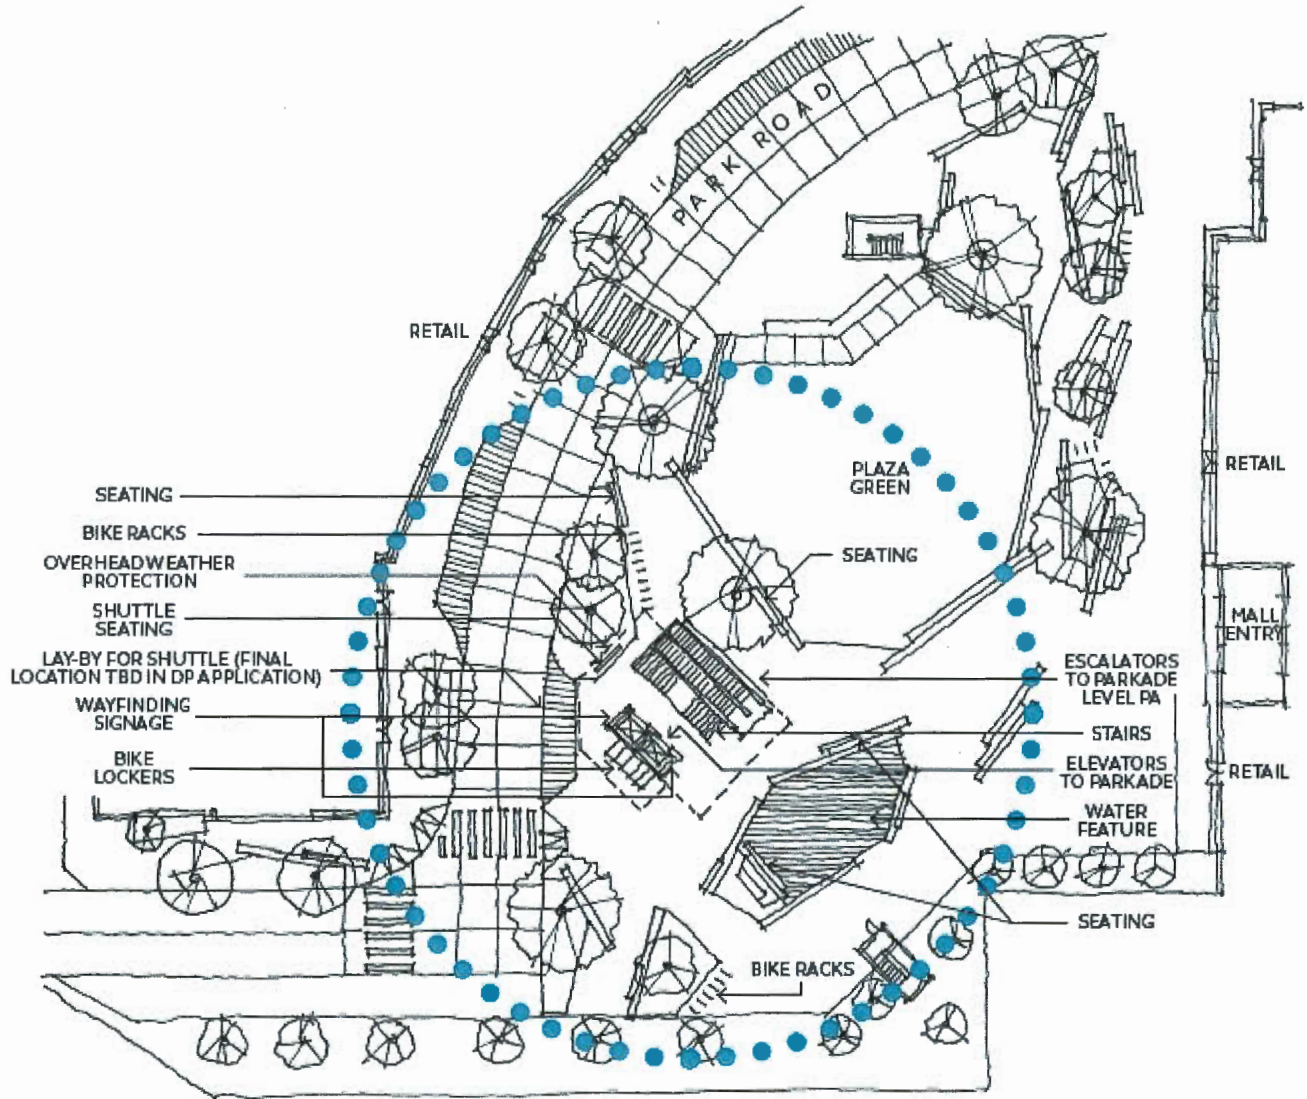 PARK ROAD
RETAIL
PLAZA
GREEN
RETAIL
SEATING
BIKE RACKS
OVERHEAD WEATHER
PROTECTION
SEATING
SHUTTLE
SEATING
MALL
ENTRY
LAY-BY FOR SHUTTLE (FINAL
LOCATION TBD IN DP APPLICATION)
ESCALATORS
TO PARKADE
LEVEL PA
WAYFINDING
SIGNAGE
STAIRS
BIKE
LOCKERS
ELEVATORS
TO PARKADE
RETAIL
WATER
FEATURE
SEATING
BIKE RACKS